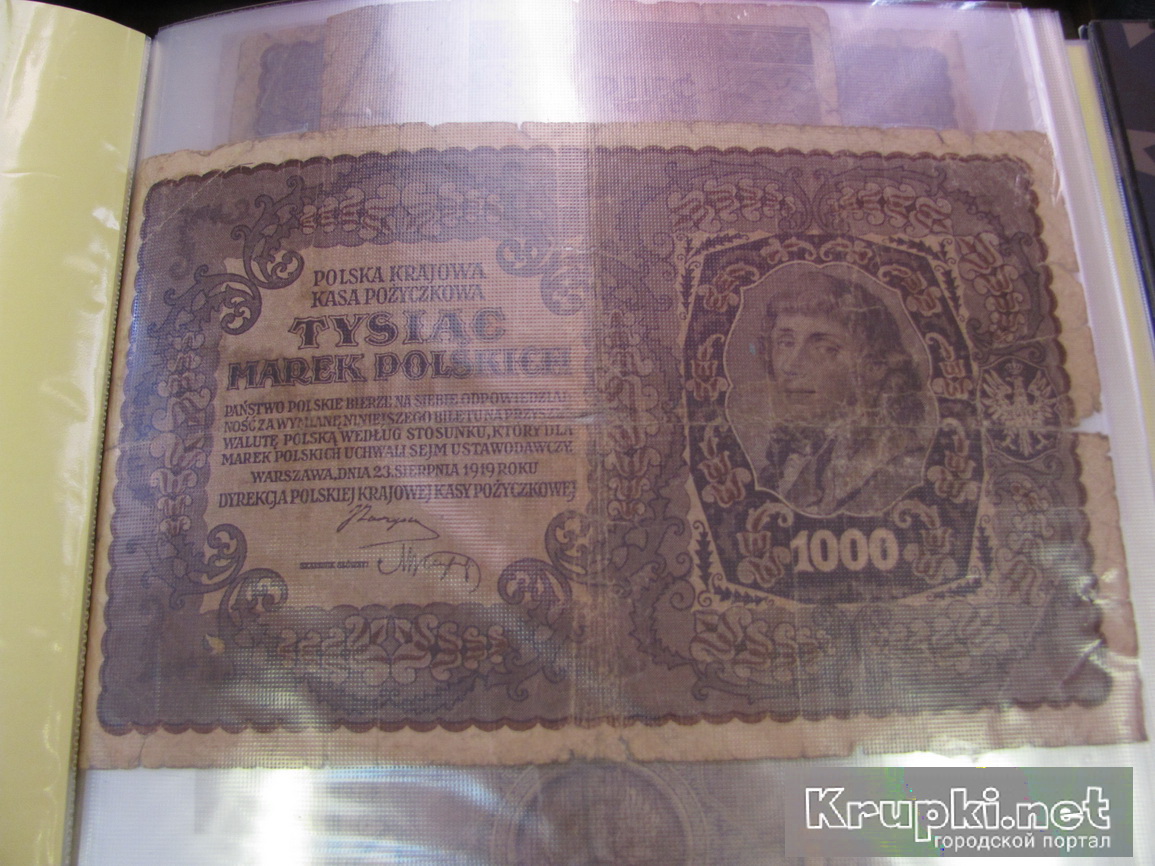 POLSKA KRAJOWA
KASA POŻYCZKOWA
TYSIĄC
MAREK POLSKICH
PAŃSTWO POLSKIE BIERZE NA SIEBIE ODPOWIEDZIAL-
NOŚĆ ZA WYMIANĘ NINIEJSZEGO BILETU NA PRZYSZŁĄ
WALUTĘ POLSKĄ WEDŁUG STOSUNKU, KTÓRY DLA
MAREK POLSKICH UCHWALI SEJM USTAWODAWCZY.
WARSZAWA, DNIA 23. SIERPNIA 1919 ROKU
DYREKCJA POLSKIEJ KRAJOWEJ KASY POŻYCZKOWEJ
1000
Krupki.net
городской портал